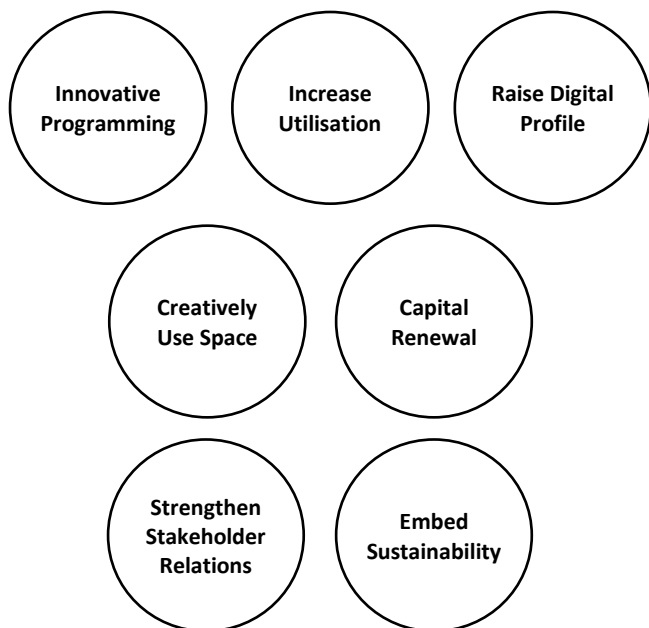 Innovative
Programming
Increase
Utilisation
Raise Digital
Profile
Creatively
Use Space
Capital
Renewal
Strengthen
Stakeholder
Relations
Embed
Sustainability